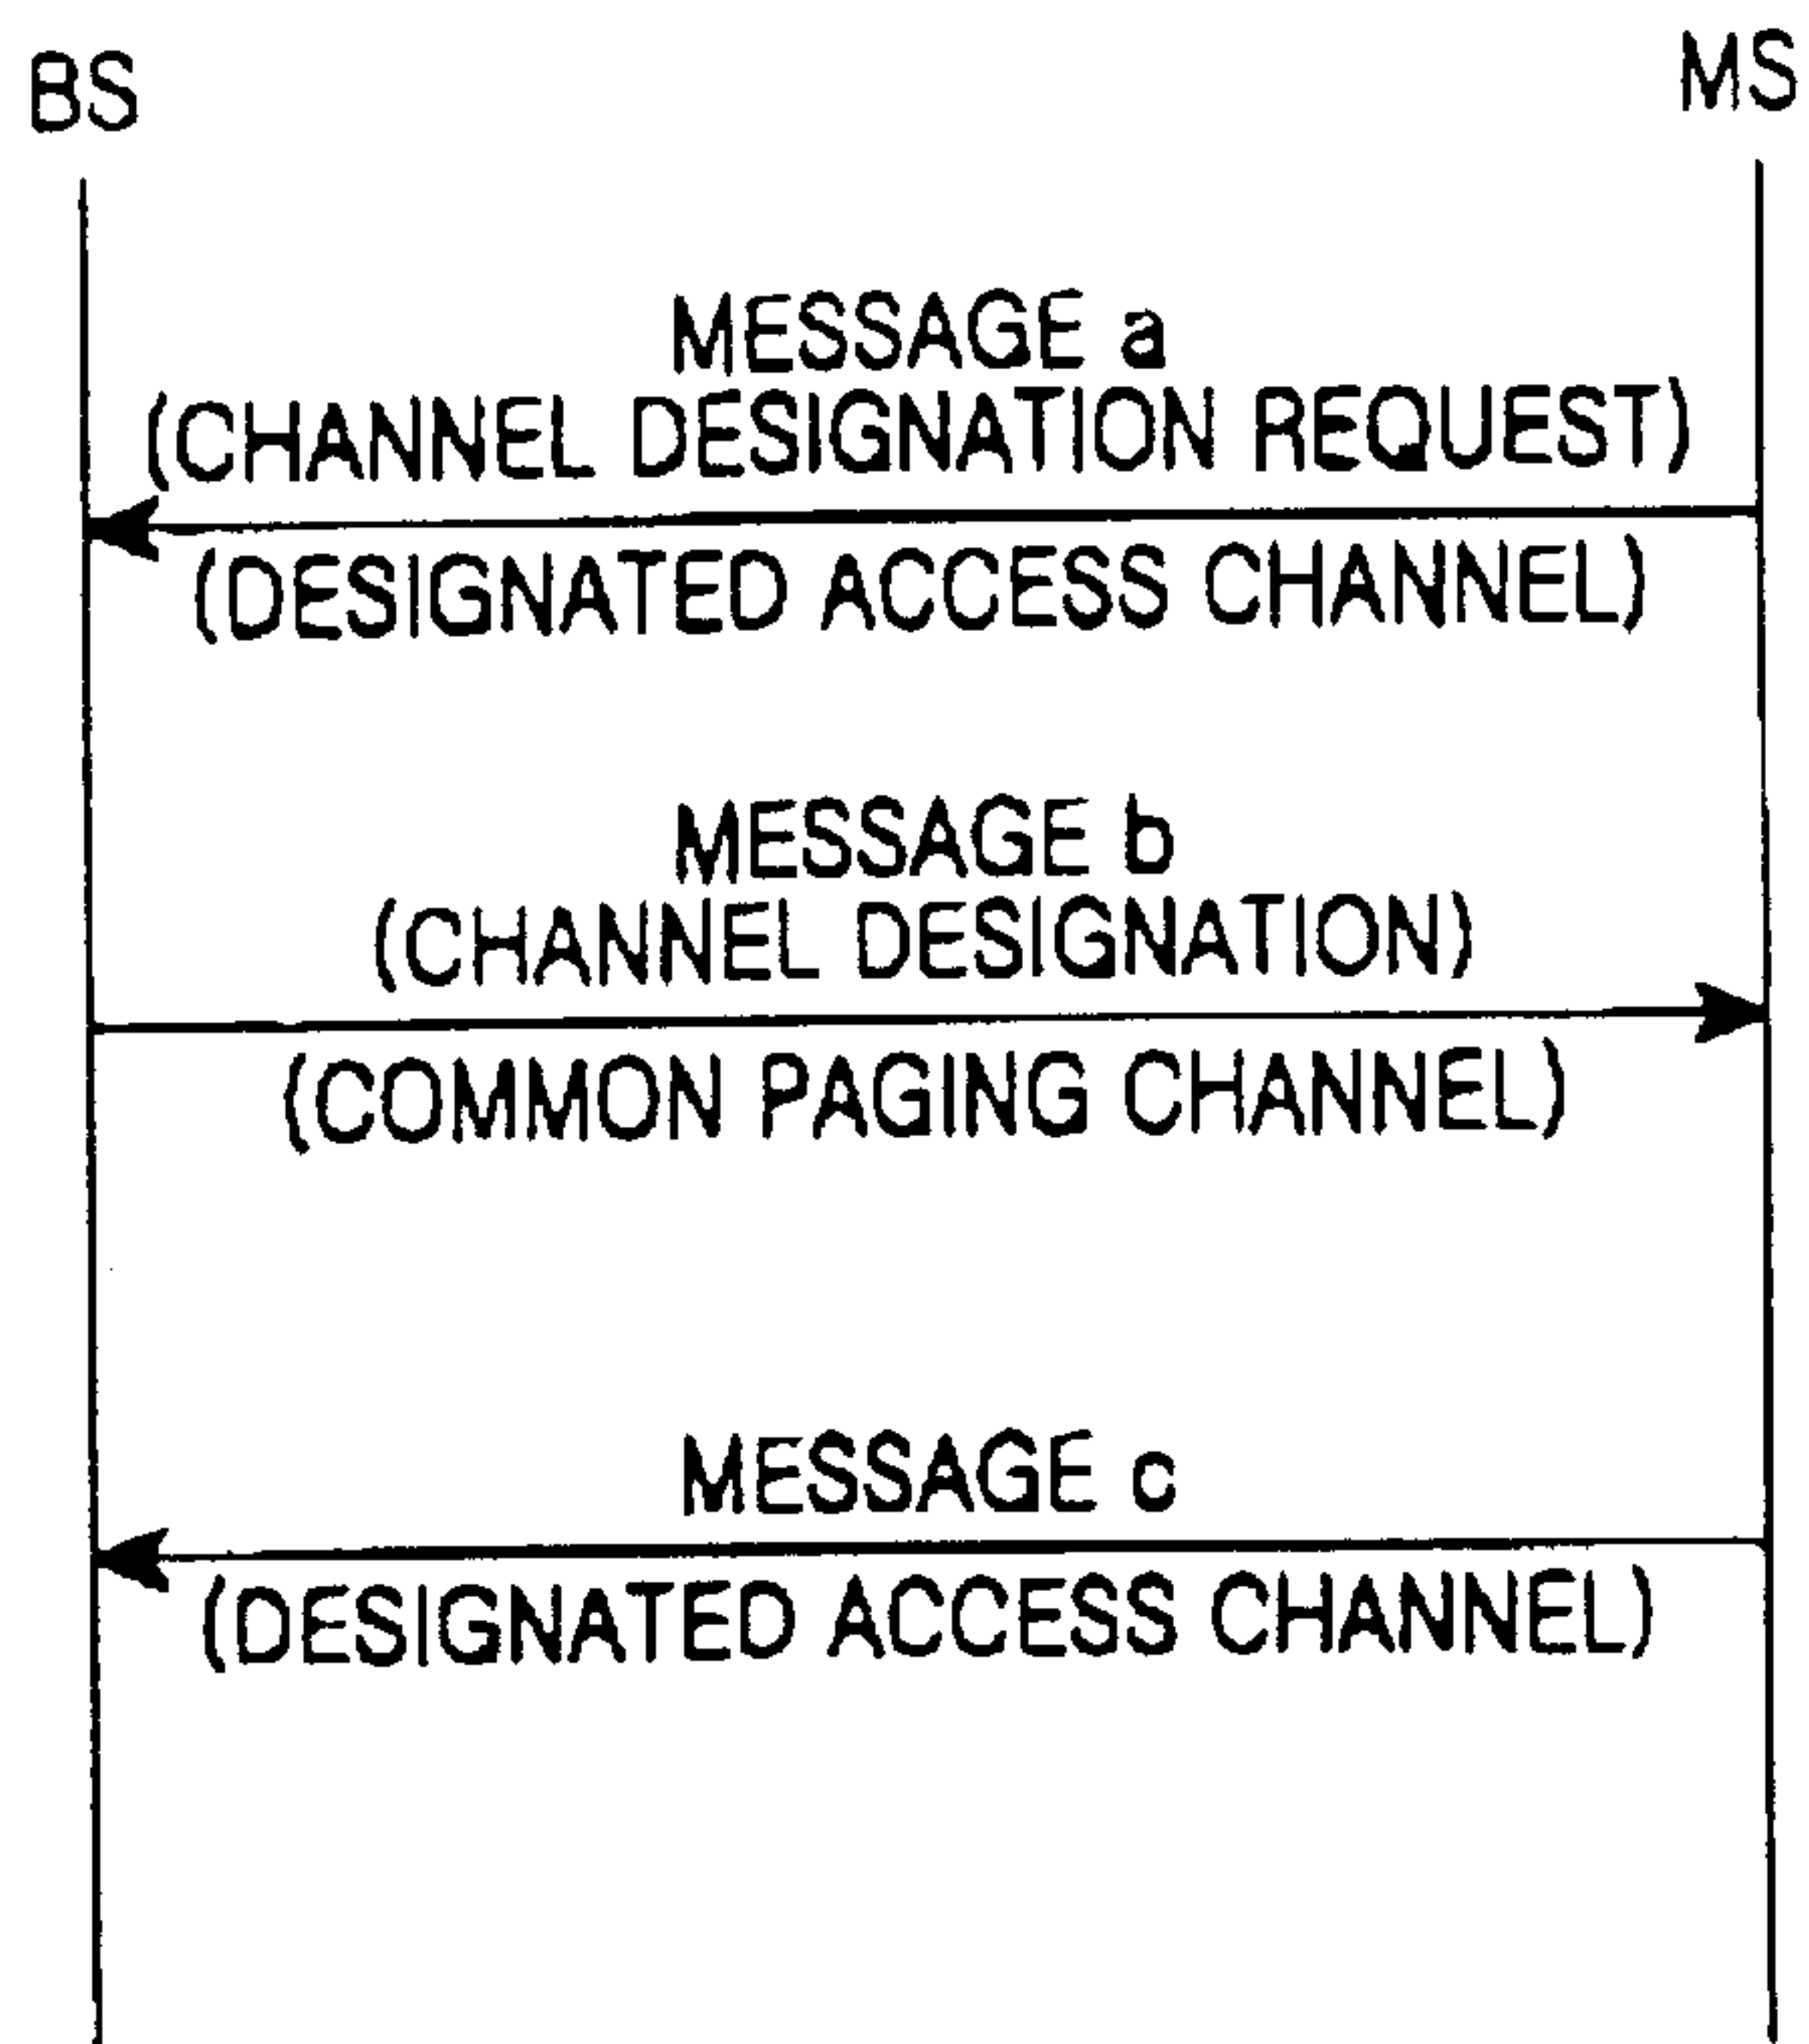 BS
MS
MESSAGE a
(CHANNEL DESIGNATION REQUEST)
(DESIGNATED ACCESS CHANNEL)
MESSAGE b
(CHANNEL DESIGNATION)
(COMMON PAGING CHANNEL)
MESSAGE c
(DESIGNATED ACCESS CHANNEL)